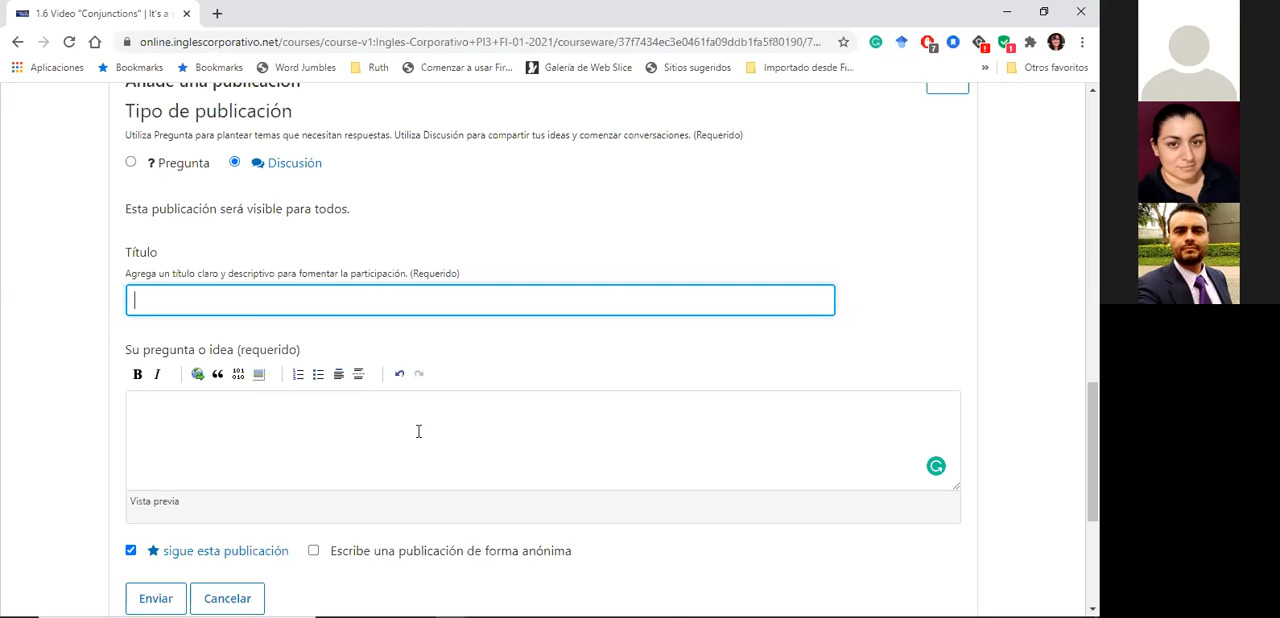 1.6 Video "Conjunctions" | It's a
online.inglescorporativo.net/courses/course-v1:Ingles-Corporativo+PI3+FI-01-2021/courseware/37f7434ec3e0461fa09ddb1fa5f80190/7...
Aplicaciones Bookmarks Bookmarks Word Jumbles Ruth Comenzar a usar Fir... Galería de Web Slice Sitios sugeridos Importado desde Fi... » Otros favoritos
Añade una publicación
Tipo de publicación
Utiliza Pregunta para plantear temas que necesitan respuestas. Utiliza Discusión para compartir tus ideas y comenzar conversaciones. (Requerido)
? Pregunta Discusión
Esta publicación será visible para todos.
Título
Agrega un título claro y descriptivo para fomentar la participación. (Requerido)
Su pregunta o idea (requerido)
B I
Vista previa
sigue esta publicación Escribe una publicación de forma anónima
Enviar Cancelar